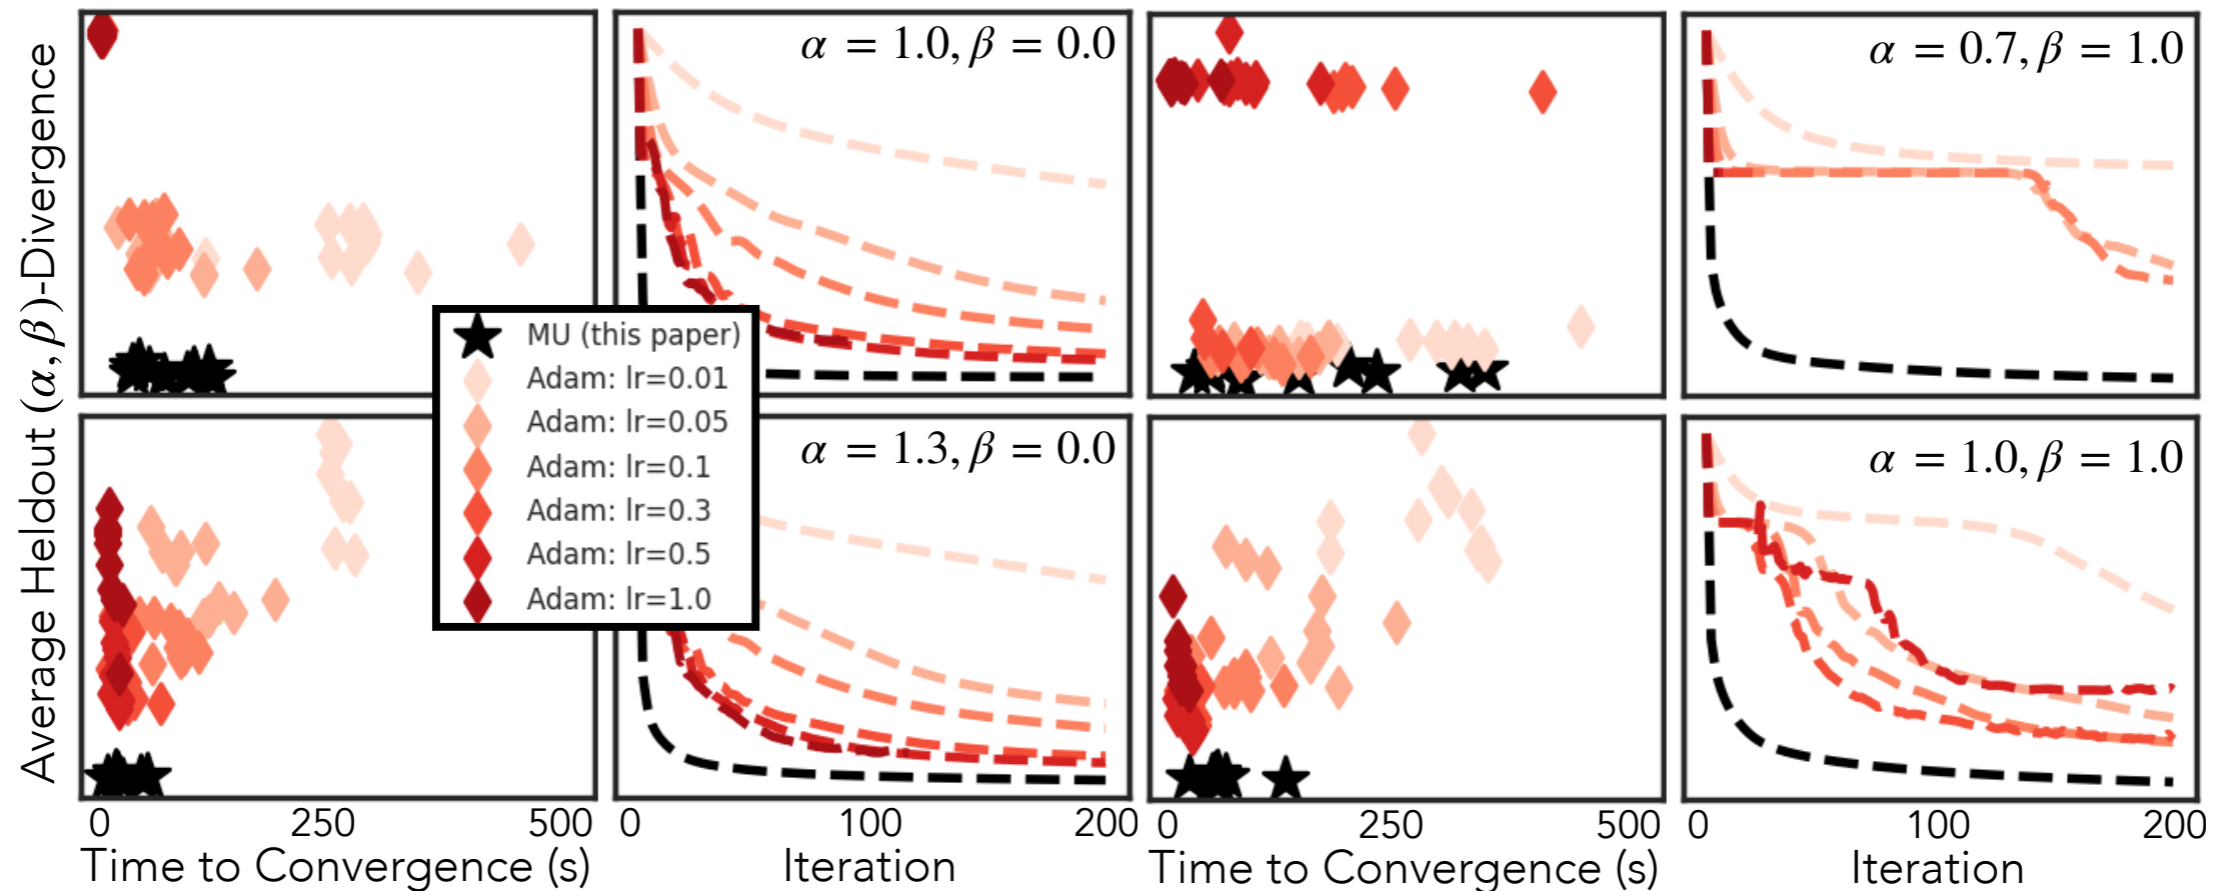 Average Heldout (α, β)-Divergence
α = 1.0, β = 0.0
α = 0.7, β = 1.0
MU (this paper)
Adam: lr=0.01
Adam: lr=0.05
Adam: lr=0.1
Adam: lr=0.3
Adam: lr=0.5
Adam: lr=1.0
α = 1.3, β = 0.0
α = 1.0, β = 1.0
0 250 500 0 100 200 0 250 500 0 100 200
Time to Convergence (s) Iteration Time to Convergence (s) Iteration